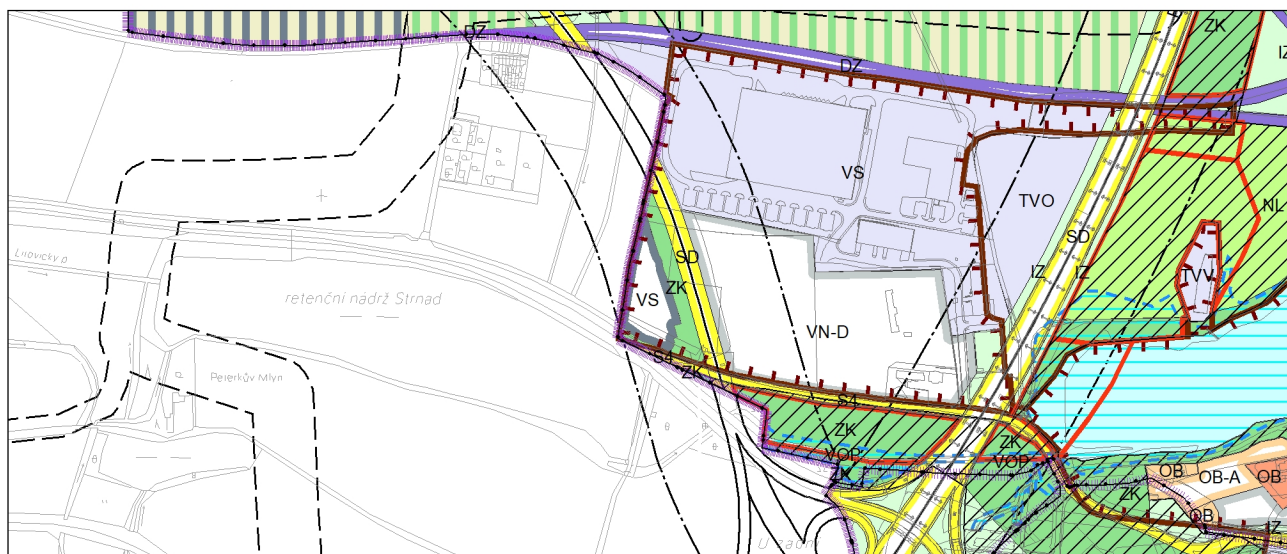 DZ
ZK
IZ
DZ
VS
TVO
NL
SD
SD
IZ
IZ
TVV
ZK
VS
retenční nádrž Strnad
VN-D
S4
ZK
Peterkův Mlýn
S4
ZK
ZK
VOP
VOP
ZK
OB
OB-A
OB
ZK
OB
IZ